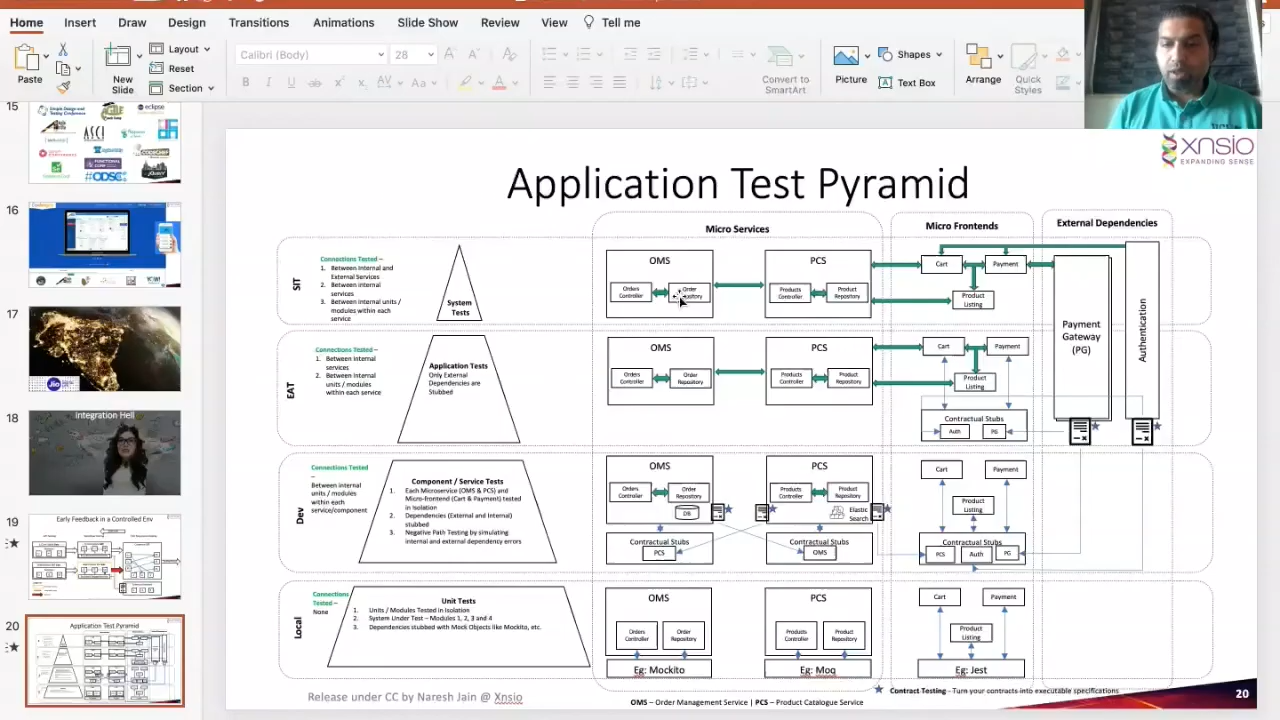 Home Insert Draw Design Transitions Animations Slide Show Review View Tell me
Paste
New Slide
Layout
Reset
Section
Calibri (Body) 28
Convert to SmartArt
Picture
Shapes
Text Box
Arrange
Quick Styles
15
16
17
Jio
18
Integration Hell
19
Early Feedback in a Controlled Env
20
Application Test Pyramid
xnsio
EXPANDING SENSE
Application Test Pyramid
Micro Services
Micro Frontends
External Dependencies
SIT
Connections Tested –
1. Between Internal and External Services
2. Between internal services
3. Between internal units / modules within each service
System Tests
OMS
Orders Controller
Order
PCS
Products Controller
Product Repository
Cart
Payment
Product Listing
Payment Gateway (PG)
Authentication
EAT
Connections Tested –
1. Between internal services
2. Between internal units / modules within each service
Application Tests
Only External Dependencies are Stubbed
OMS
Orders Controller
Order Repository
PCS
Products Controller
Product Repository
Cart
Payment
Product Listing
Contractual Stubs
Auth
PG
Dev
Connections Tested
–
Between internal units / modules within each service/component
Component / Service Tests
1. Each Microservice (OMS & PCS) and Micro-frontend (Cart & Payment) tested in Isolation
2. Dependencies (External and Internal) stubbed
3. Negative Path Testing by simulating internal and external dependency errors
OMS
Orders Controller
Order Repository
DB
Contractual Stubs
PCS
PCS
Products Controller
Product Repository
Elastic Search
Contractual Stubs
OMS
Cart
Payment
Product Listing
Contractual Stubs
PCS
Auth
PG
Local
Connections Tested –
None
Unit Tests
1. Units / Modules Tested in Isolation
2. System Under Test – Modules 1, 2, 3 and 4
3. Dependencies stubbed with Mock Objects like Mockito, etc.
OMS
Orders Controller
Order Repository
Eg: Mockito
PCS
Products Controller
Product Repository
Eg: Moq
Cart
Payment
Product Listing
Eg: Jest
Release under CC by Naresh Jain @ Xnsio
Contract Testing - Turn your contracts into executable specifications
OMS – Order Management Service | PCS – Product Catalogue Service
20